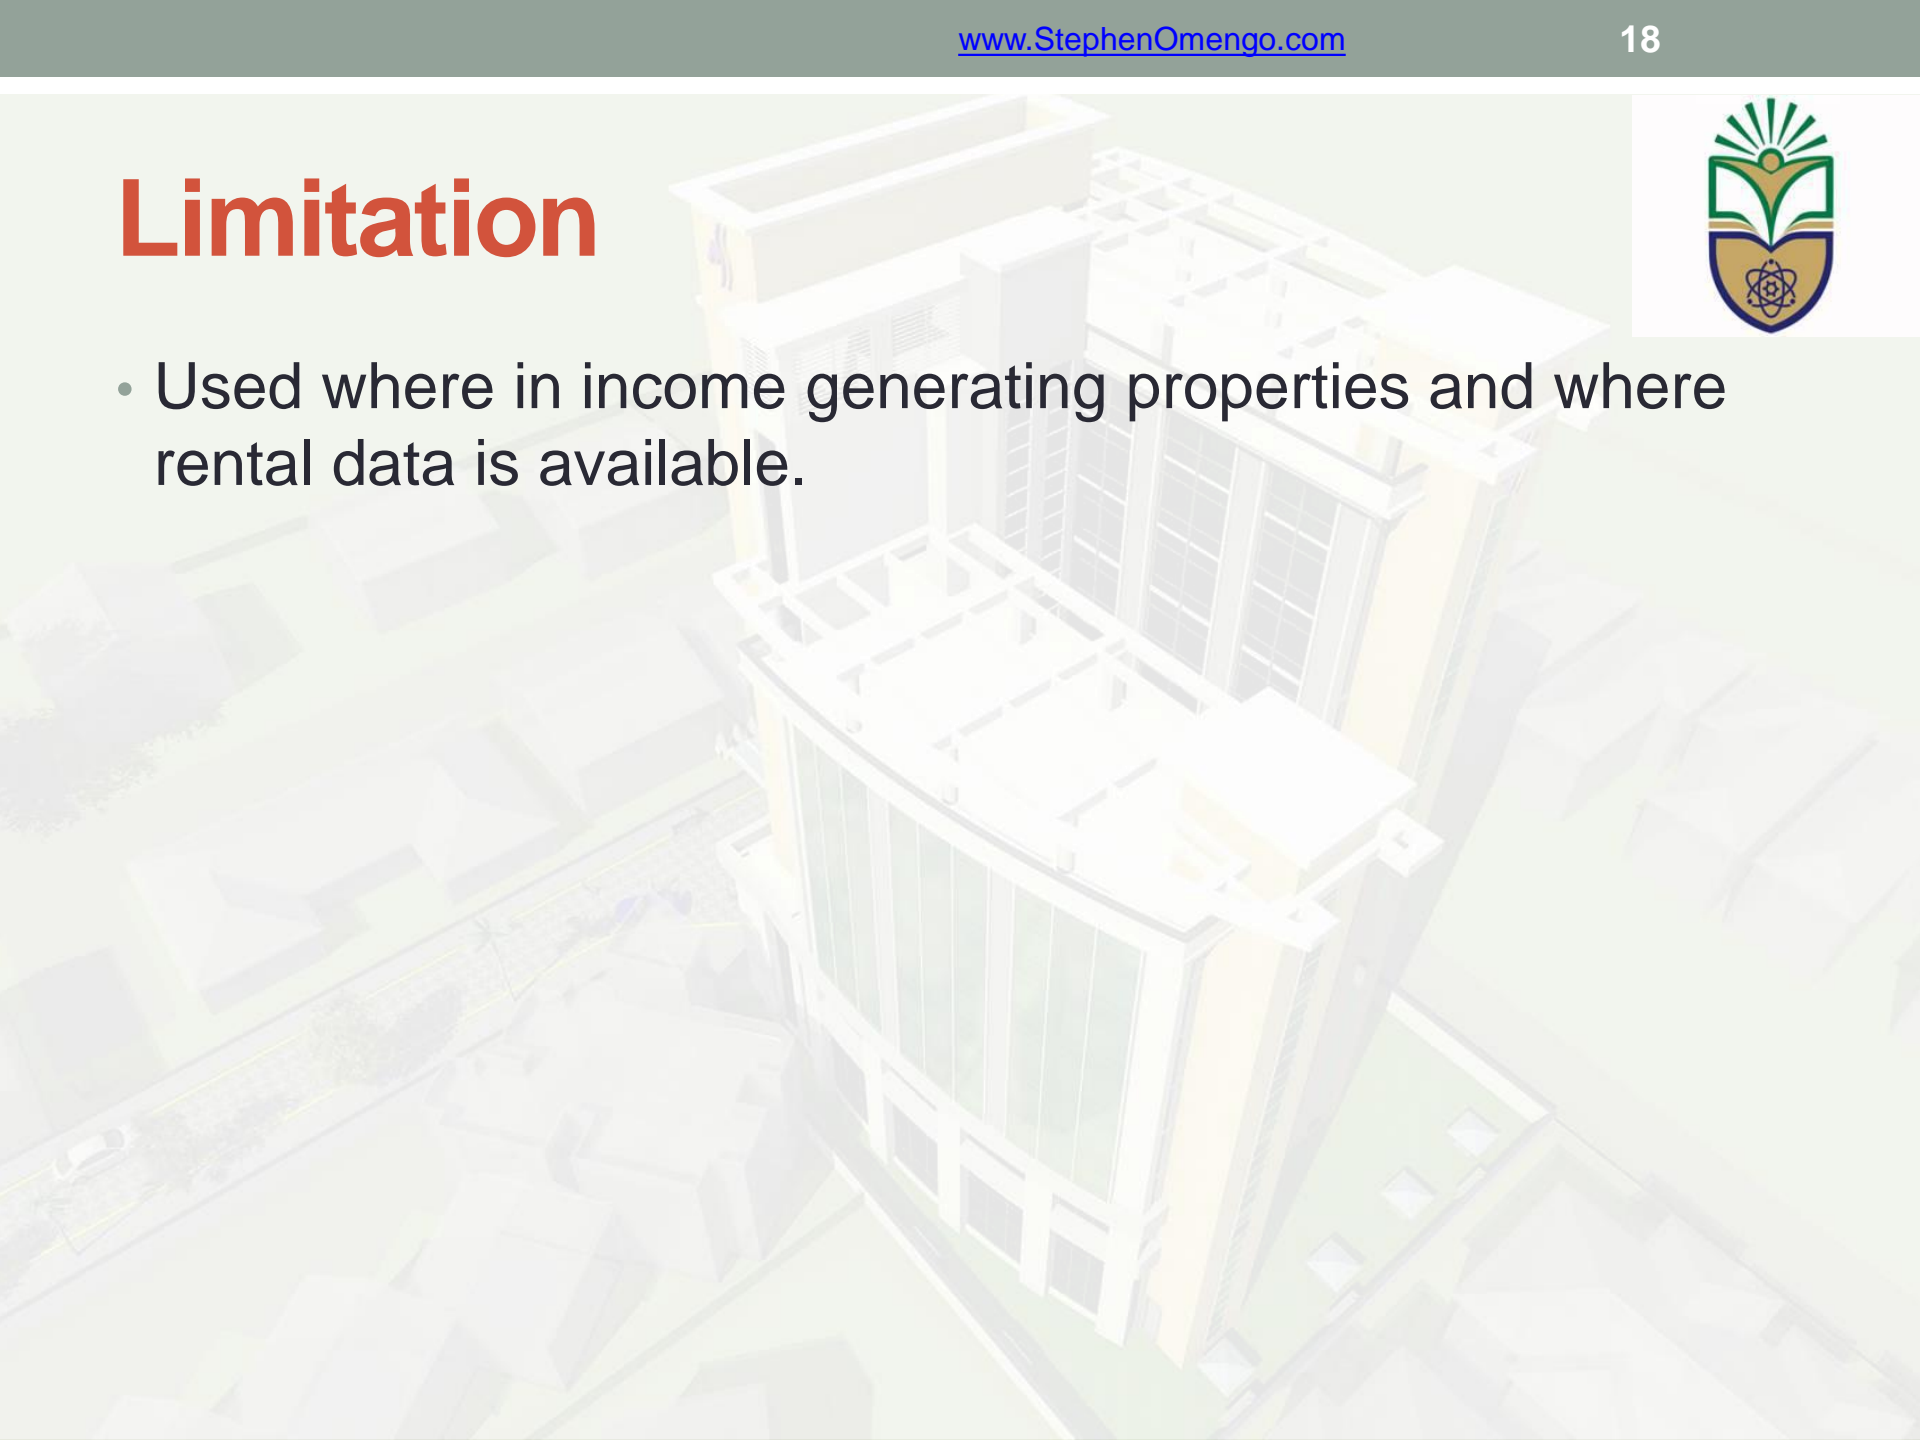 www.StephenOmengo.com
18
Limitation
• Used where in income generating properties and where
rental data is available.